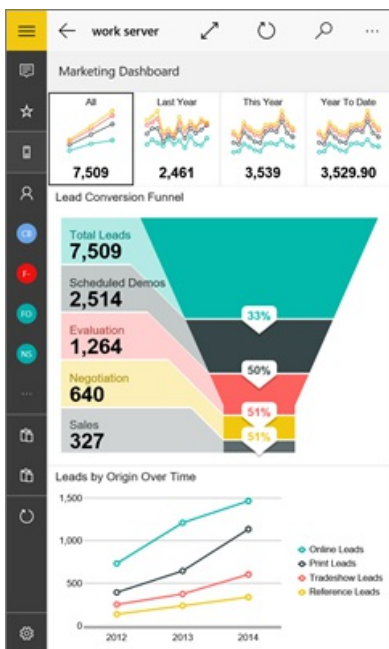 work server
Marketing Dashboard
All
7,509
Last Year
2,461
This Year
3,539
Year To Date
3,529.90
Lead Conversion Funnel
Total Leads
7,509
Scheduled Demos
2,514
Evaluation
1,264
Negotiation
640
Sales
327
33%
50%
51%
51%
CB
F-
FO
NS
Leads by Origin Over Time
1,500
1,000
500
0
2012 2013 2014
Online Leads
Print Leads
Tradeshow Leads
Reference Leads